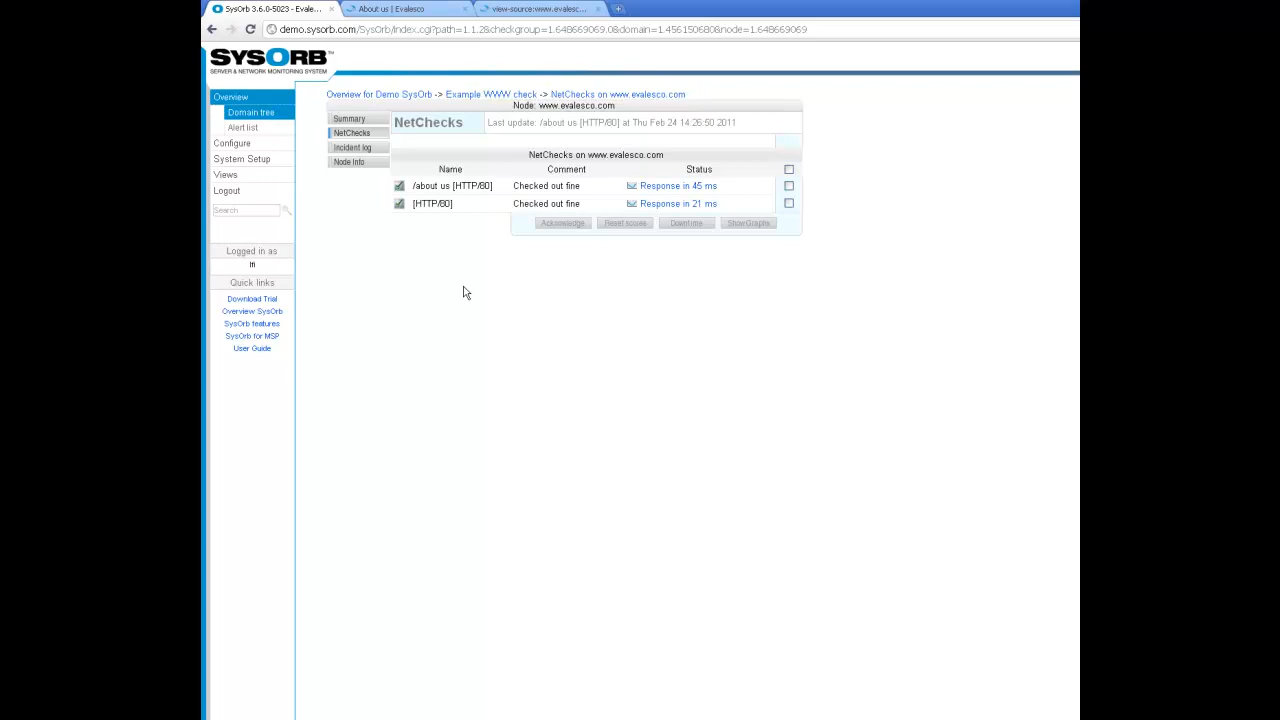 SysOrb 3.6.0-5023 - Evale...
About us | Evalesco
view-source:www.evalesc...
demo.sysorb.com/SysOrb/index.cgi?path=1.1.2&checkgroup=1.648669069.0&domain=1.456150680&node=1.648669069
SYSORB™
SERVER & NETWORK MONITORING SYSTEM
Overview
Domain tree
Alert list
Configure
System Setup
Views
Logout
Search
Logged in as
Quick links
Download Trial
Overview SysOrb
SysOrb features
SysOrb for MSP
User Guide
Overview for Demo SysOrb -> Example WWW check -> NetChecks on www.evalesco.com
Node: www.evalesco.com
Summary
NetChecks
Incident log
Node Info
NetChecks Last update: /about us [HTTP/80] at Thu Feb 24 14:26:50 2011
NetChecks on www.evalesco.com
Name Comment Status
/about us [HTTP/80] Checked out fine Response in 45 ms
[HTTP/80] Checked out fine Response in 21 ms
Acknowledge Reset scores Downtime Show Graphs